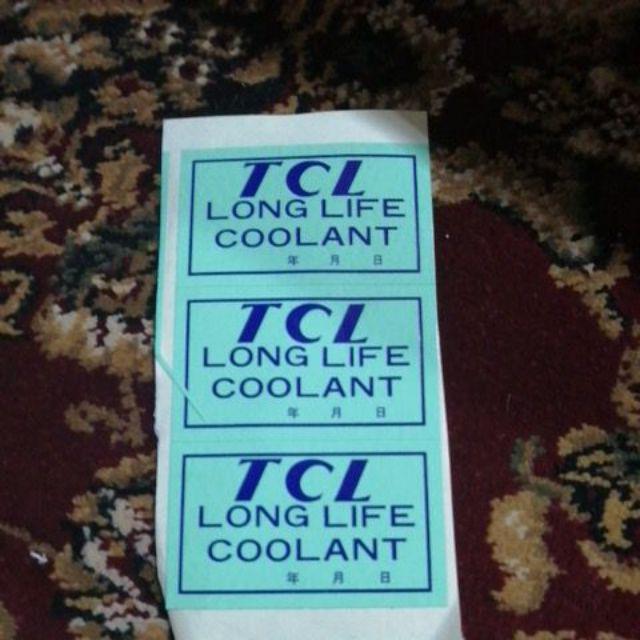 TCL
LONG LIFE
COOLANT
年 月 日
TCL
LONG LIFE
COOLANT
年 月 日
TCL
LONG LIFE
COOLANT
年 月 日